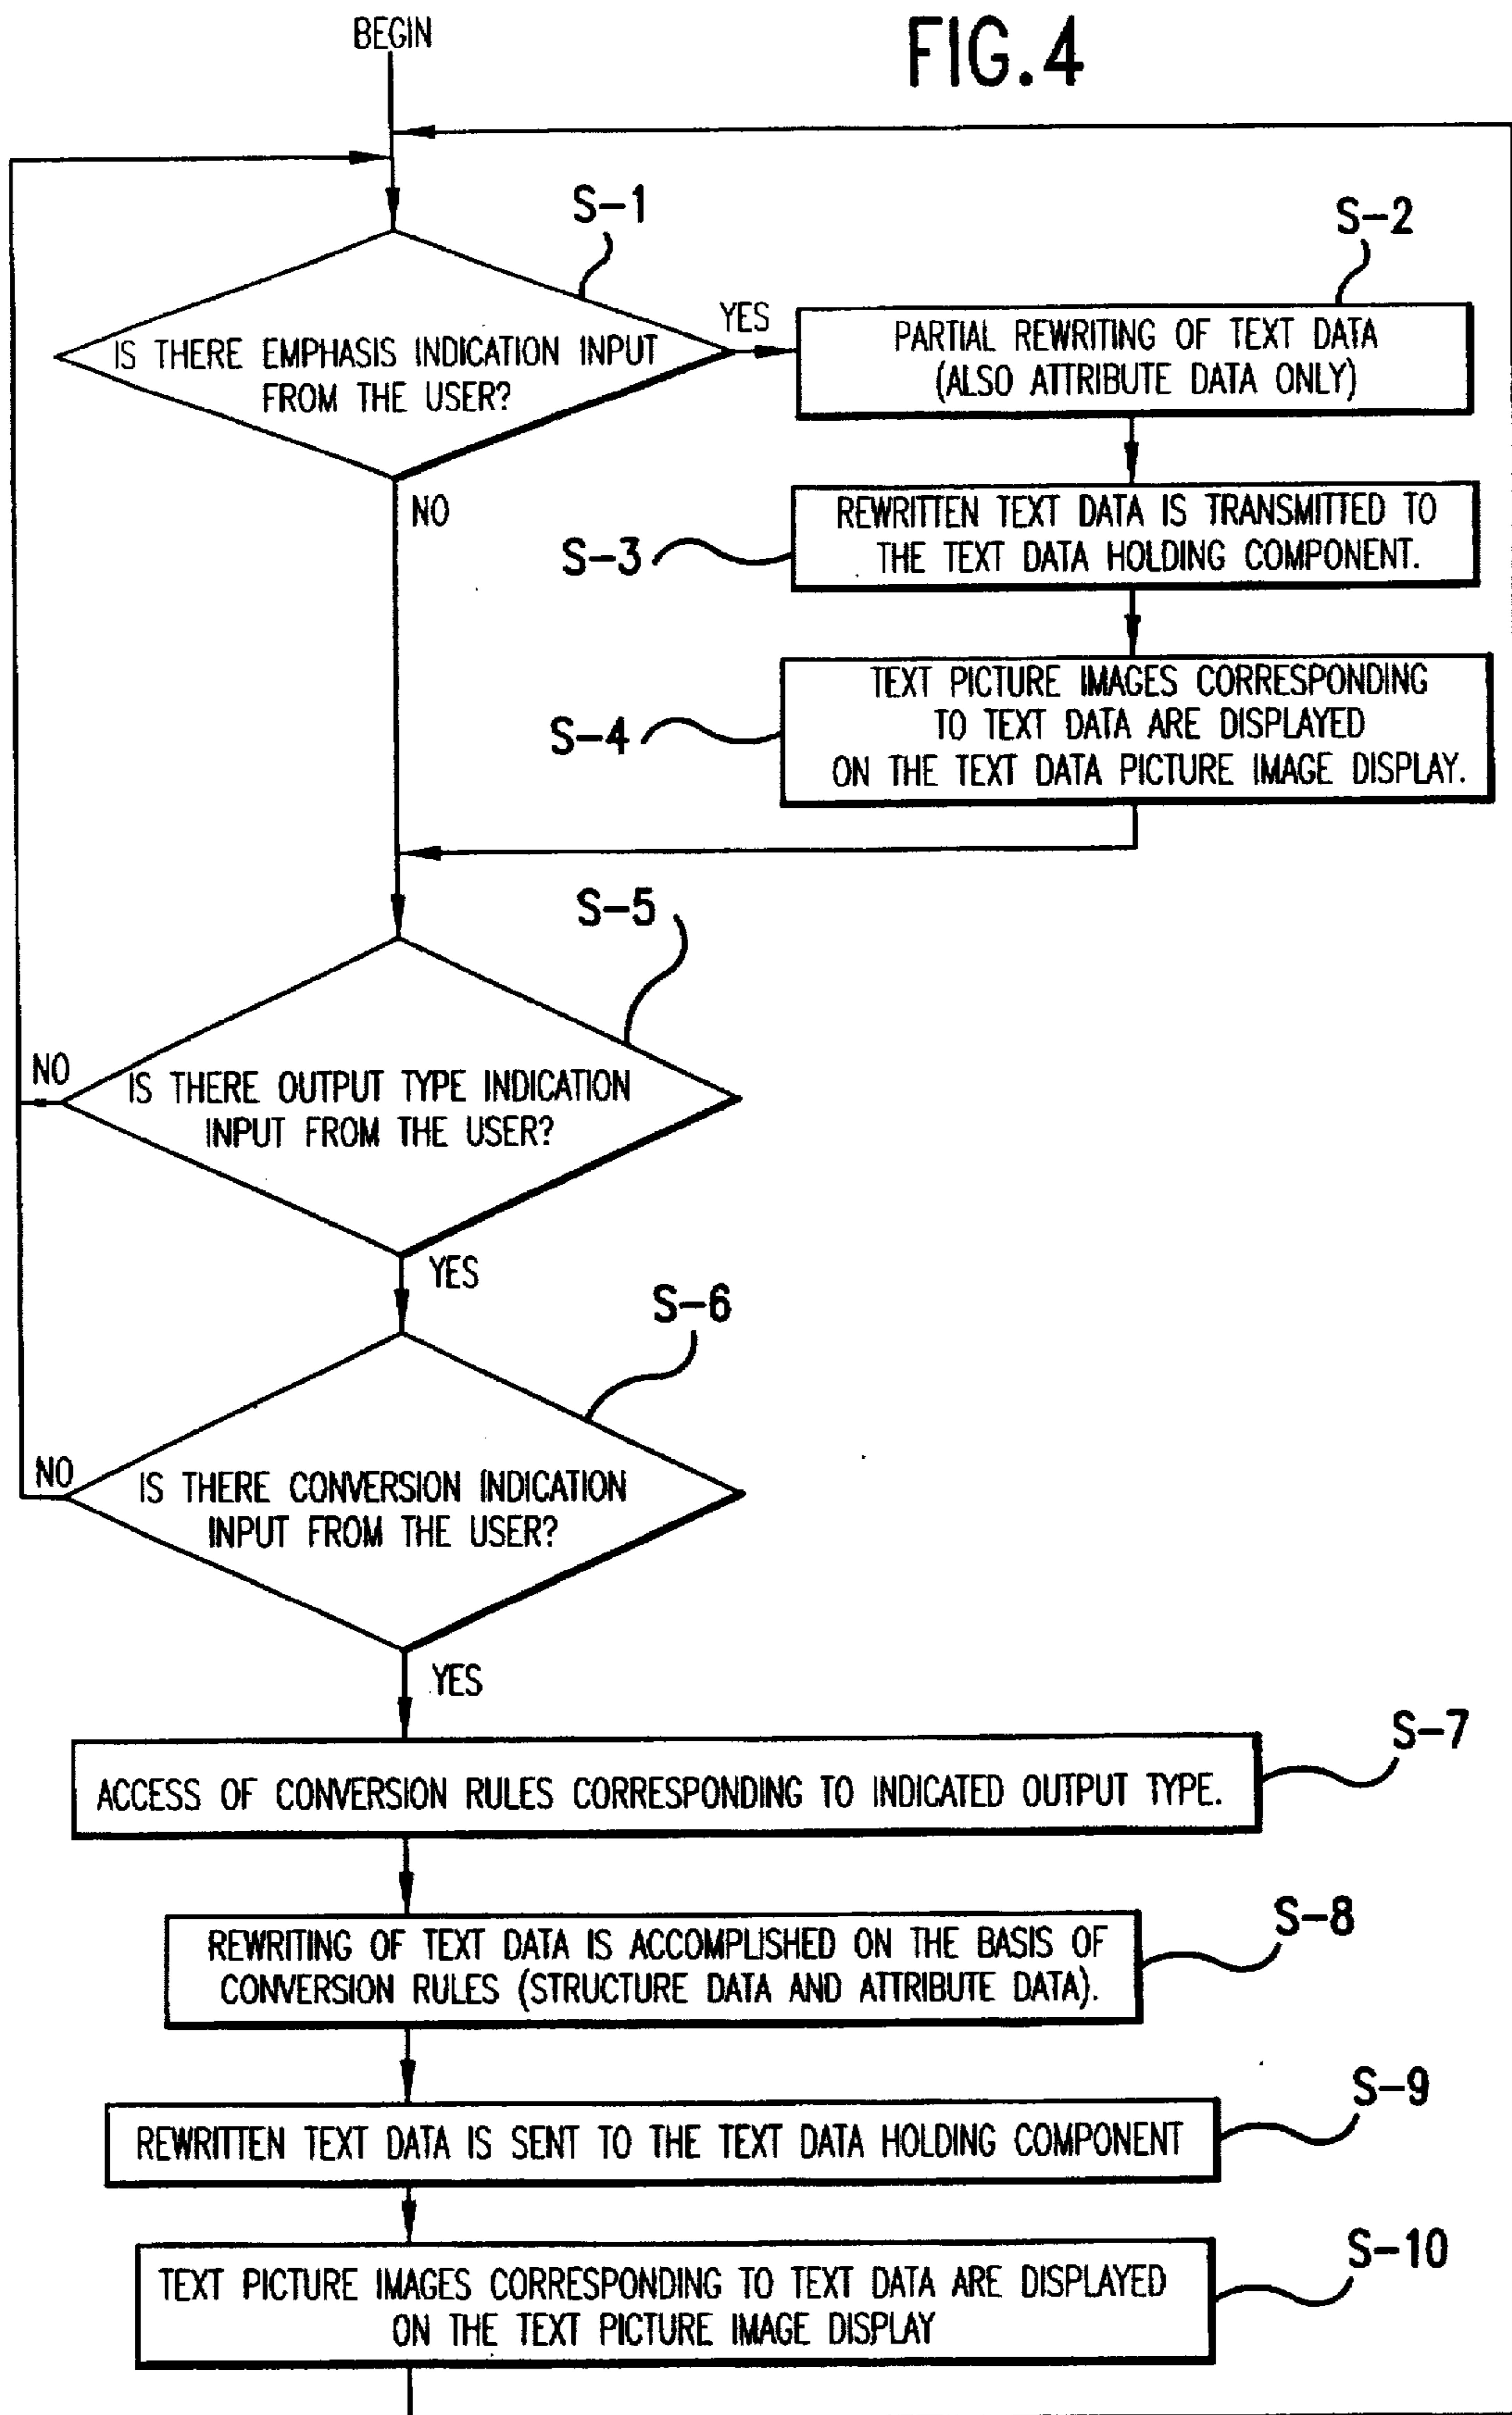 BEGIN
FIG.4
S-1
S-2
IS THERE EMPHASIS INDICATION INPUT
FROM THE USER?
YES
PARTIAL REWRITING OF TEXT DATA
(ALSO ATTRIBUTE DATA ONLY)
NO
S-3
REWRITTEN TEXT DATA IS TRANSMITTED TO
THE TEXT DATA HOLDING COMPONENT.
S-4
TEXT PICTURE IMAGES CORRESPONDING
TO TEXT DATA ARE DISPLAYED
ON THE TEXT DATA PICTURE IMAGE DISPLAY.
S-5
NO
IS THERE OUTPUT TYPE INDICATION
INPUT FROM THE USER?
YES
S-6
NO
IS THERE CONVERSION INDICATION
INPUT FROM THE USER?
YES
S-7
ACCESS OF CONVERSION RULES CORRESPONDING TO INDICATED OUTPUT TYPE.
S-8
REWRITING OF TEXT DATA IS ACCOMPLISHED ON THE BASIS OF
CONVERSION RULES (STRUCTURE DATA AND ATTRIBUTE DATA).
S-9
REWRITTEN TEXT DATA IS SENT TO THE TEXT DATA HOLDING COMPONENT
S-10
TEXT PICTURE IMAGES CORRESPONDING TO TEXT DATA ARE DISPLAYED
ON THE TEXT PICTURE IMAGE DISPLAY